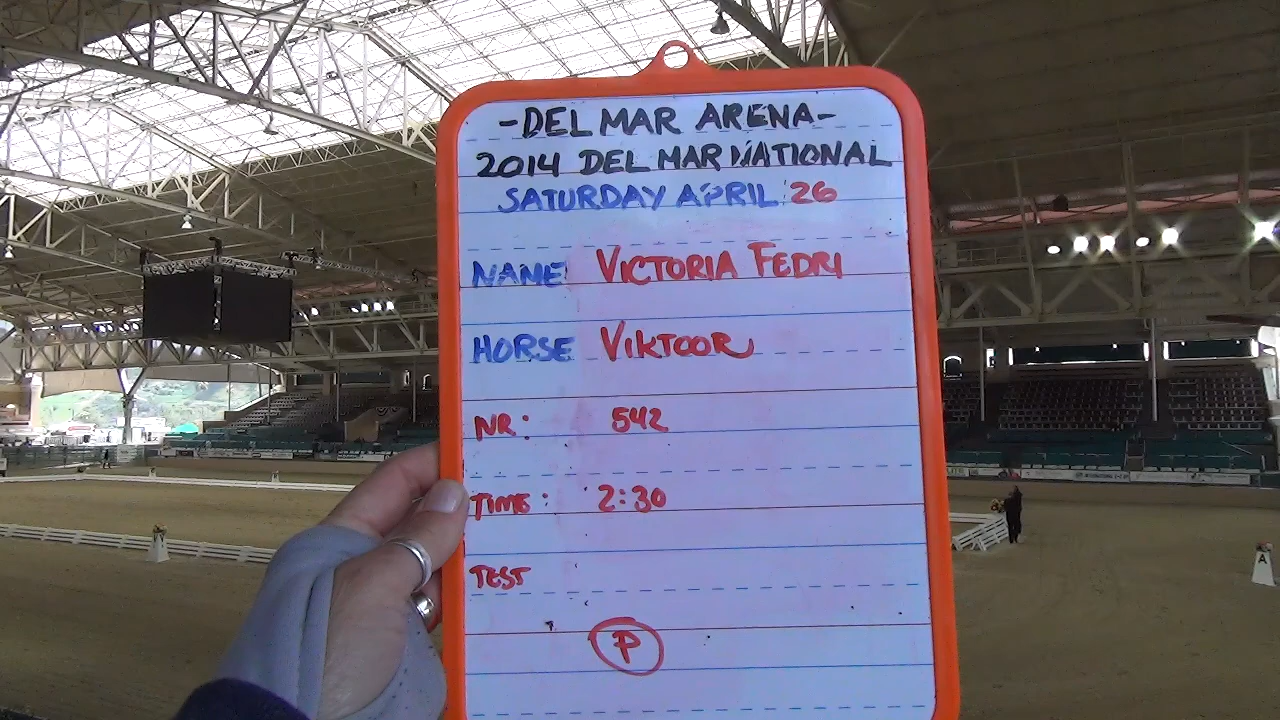 -DEL MAR ARENA-
2014 DEL MAR NATIONAL
SATURDAY APRIL 26
NAME VICTORIA FEDRI
HORSE VIKTOOR
NR: 542
TIME: 2:30
TEST
P
A